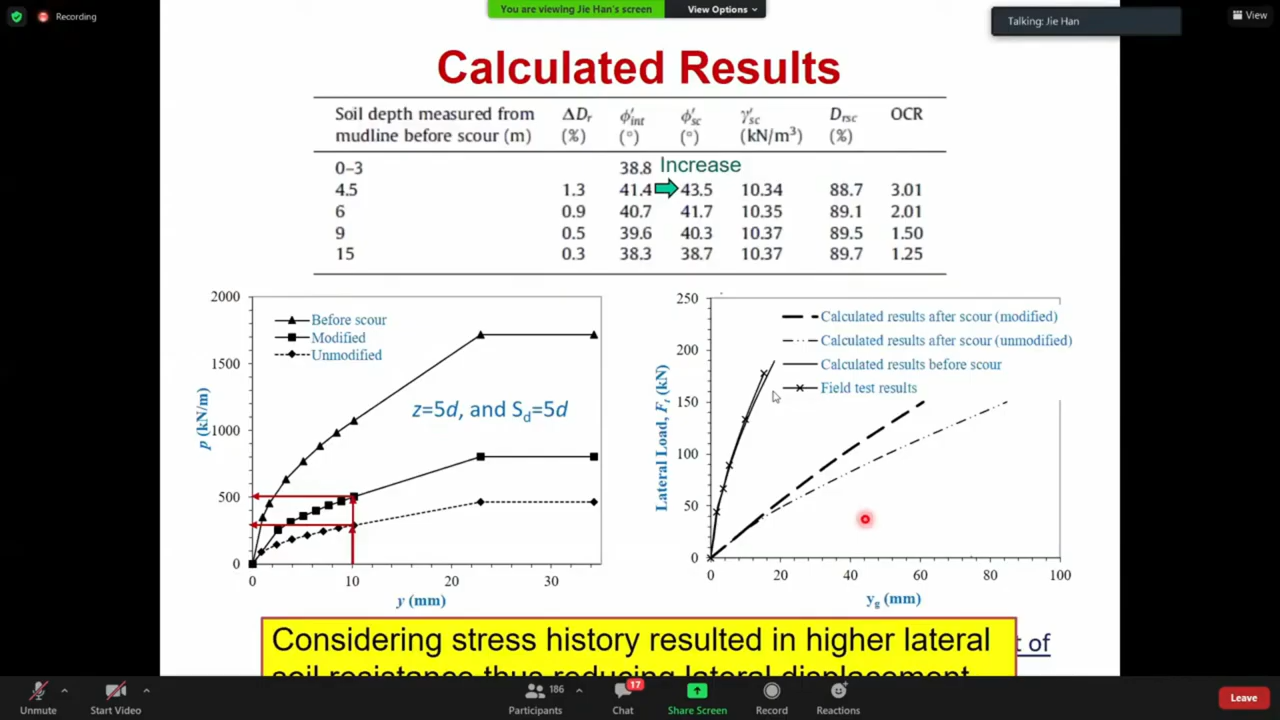 Recording
You are viewing Jie Han's screen
View Options
Talking: Jie Han
View
Calculated Results
Soil depth measured from mudline before scour (m) ΔDr (%) ϕ′int (°) ϕ′sc (°) γ′sc (kN/m³) Drsc (%) OCR
0–3 38.8 Increase
4.5 1.3 41.4 43.5 10.34 88.7 3.01
6 0.9 40.7 41.7 10.35 89.1 2.01
9 0.5 39.6 40.3 10.37 89.5 1.50
15 0.3 38.3 38.7 10.37 89.7 1.25
2000
1500
1000
500
0
p (kN/m)
Before scour
Modified
Unmodified
z=5d, and Sd=5d
0 10 20 30
y (mm)
250
200
150
100
50
0
Lateral Load, Ft (kN)
Calculated results after scour (modified)
Calculated results after scour (unmodified)
Calculated results before scour
Field test results
0 20 40 60 80 100
yg (mm)
Considering stress history resulted in higher lateral
soil resistance thus reducing lateral displacement
t of
Unmute
Start Video
186
Participants
17
Chat
Share Screen
Record
Reactions
Leave